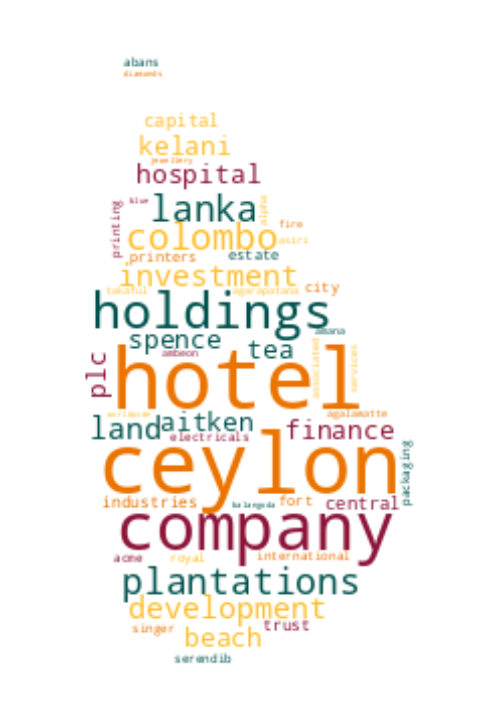 abans
diamonds
capital
kelani
jewellery
hospital
blue
printing
lanka
alpha
fire
colombo
asiri
printers
estate
investment
takaful
agarapatana
city
holdings
amana
spence
tea
ambeon
associated
services
plc
hotel
worldwide
agalawatte
land
aitken
electricals
finance
packaging
ceylon
industries
balangoda
fort
central
company
acme
royal
international
plantations
development
singer
trust
beach
serendib